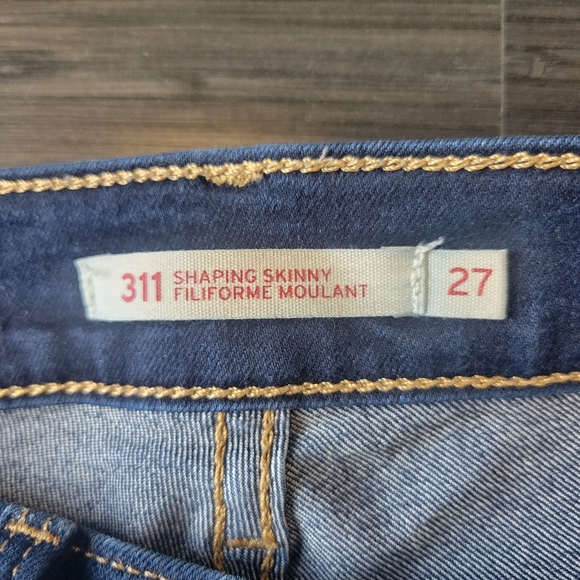 311 SHAPING SKINNY
FILIFORME MOULANT
27